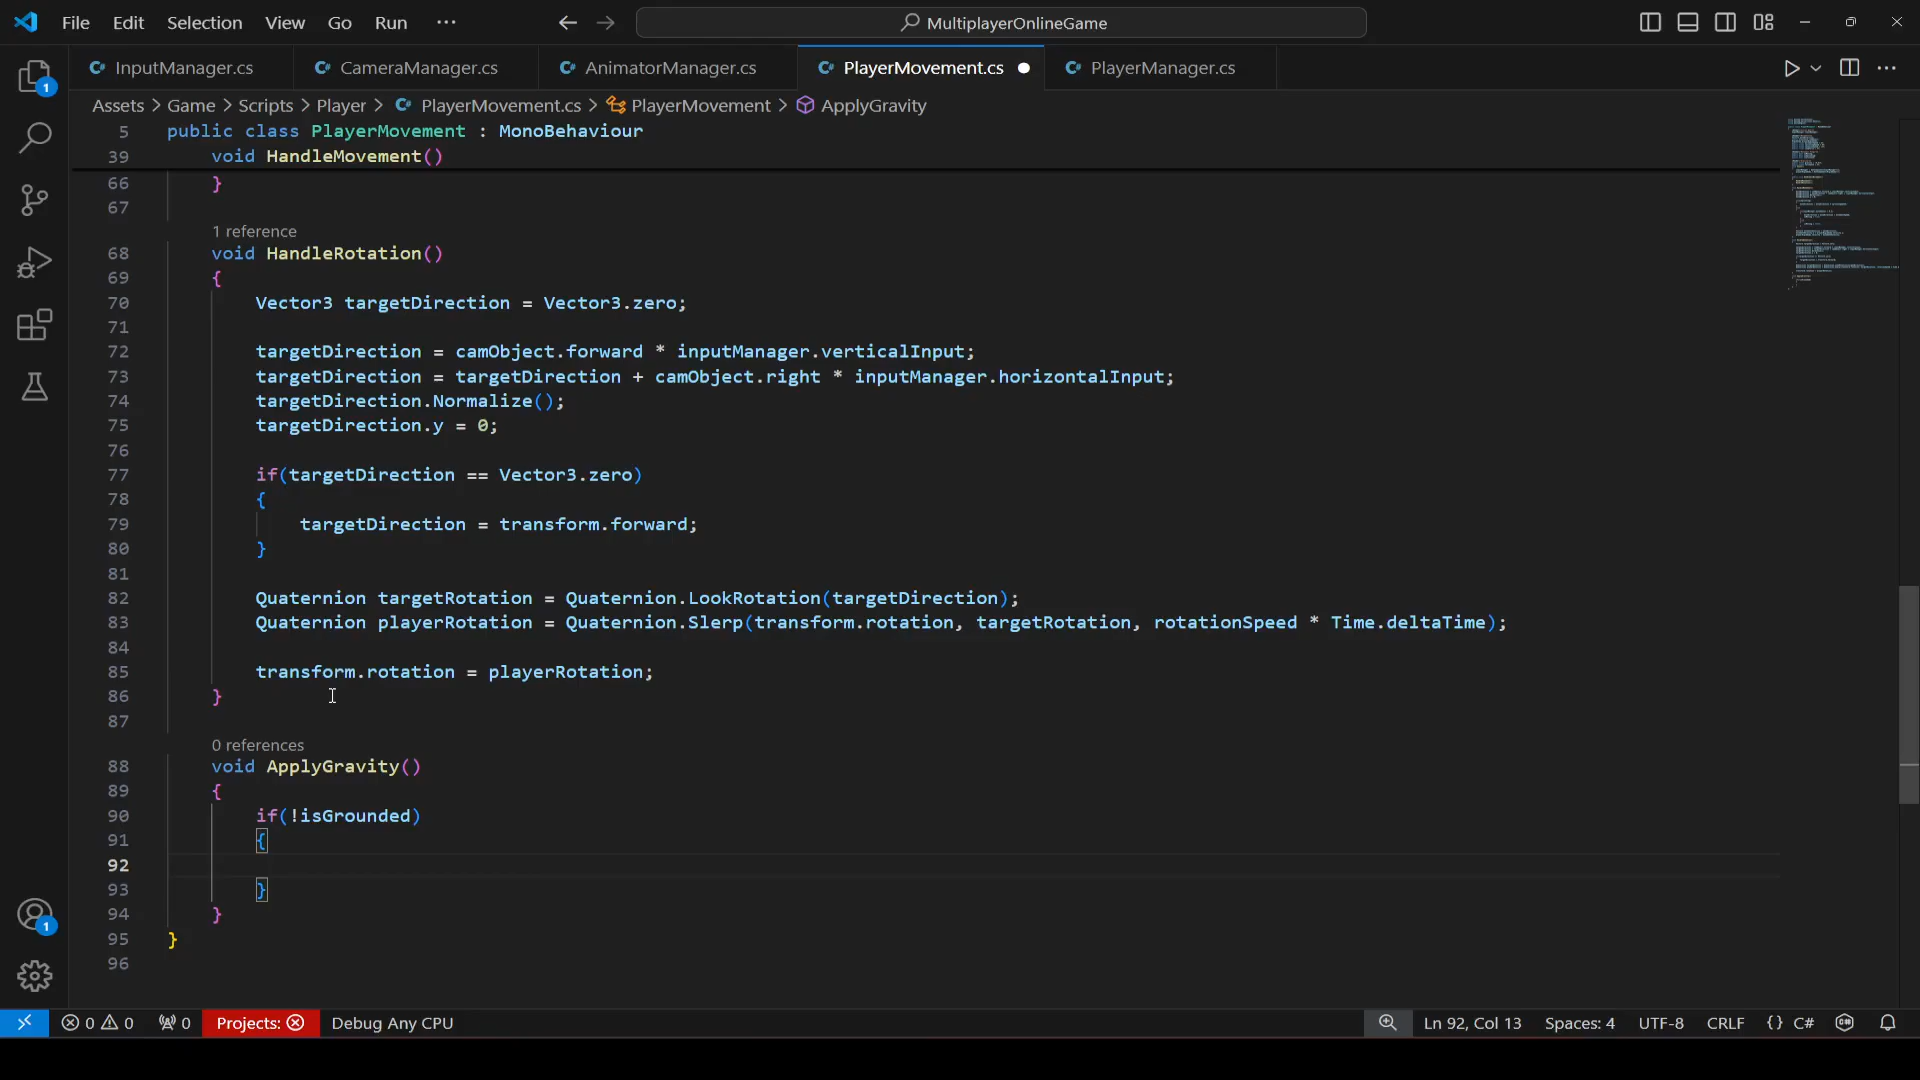 File Edit Selection View Go Run ··· MultiplayerOnlineGame
InputManager.cs CameraManager.cs AnimatorManager.cs PlayerMovement.cs PlayerManager.cs
1
Assets > Game > Scripts > Player > PlayerMovement.cs > PlayerMovement > ApplyGravity
5 public class PlayerMovement : MonoBehaviour
39 void HandleMovement()
66 }
67
1 reference
68 void HandleRotation()
69 {
70 Vector3 targetDirection = Vector3.zero;
71
72 targetDirection = camObject.forward * inputManager.verticalInput;
73 targetDirection = targetDirection + camObject.right * inputManager.horizontalInput;
74 targetDirection.Normalize();
75 targetDirection.y = 0;
76
77 if(targetDirection == Vector3.zero)
78 {
79 targetDirection = transform.forward;
80 }
81
82 Quaternion targetRotation = Quaternion.LookRotation(targetDirection);
83 Quaternion playerRotation = Quaternion.Slerp(transform.rotation, targetRotation, rotationSpeed * Time.deltaTime);
84
85 transform.rotation = playerRotation;
86 }
87
0 references
88 void ApplyGravity()
89 {
90 if(!isGrounded)
91 {
92
93 }
94 }
95 }
96
1
0 0 0 Projects: Debug Any CPU Ln 92, Col 13 Spaces: 4 UTF-8 CRLF {} C#